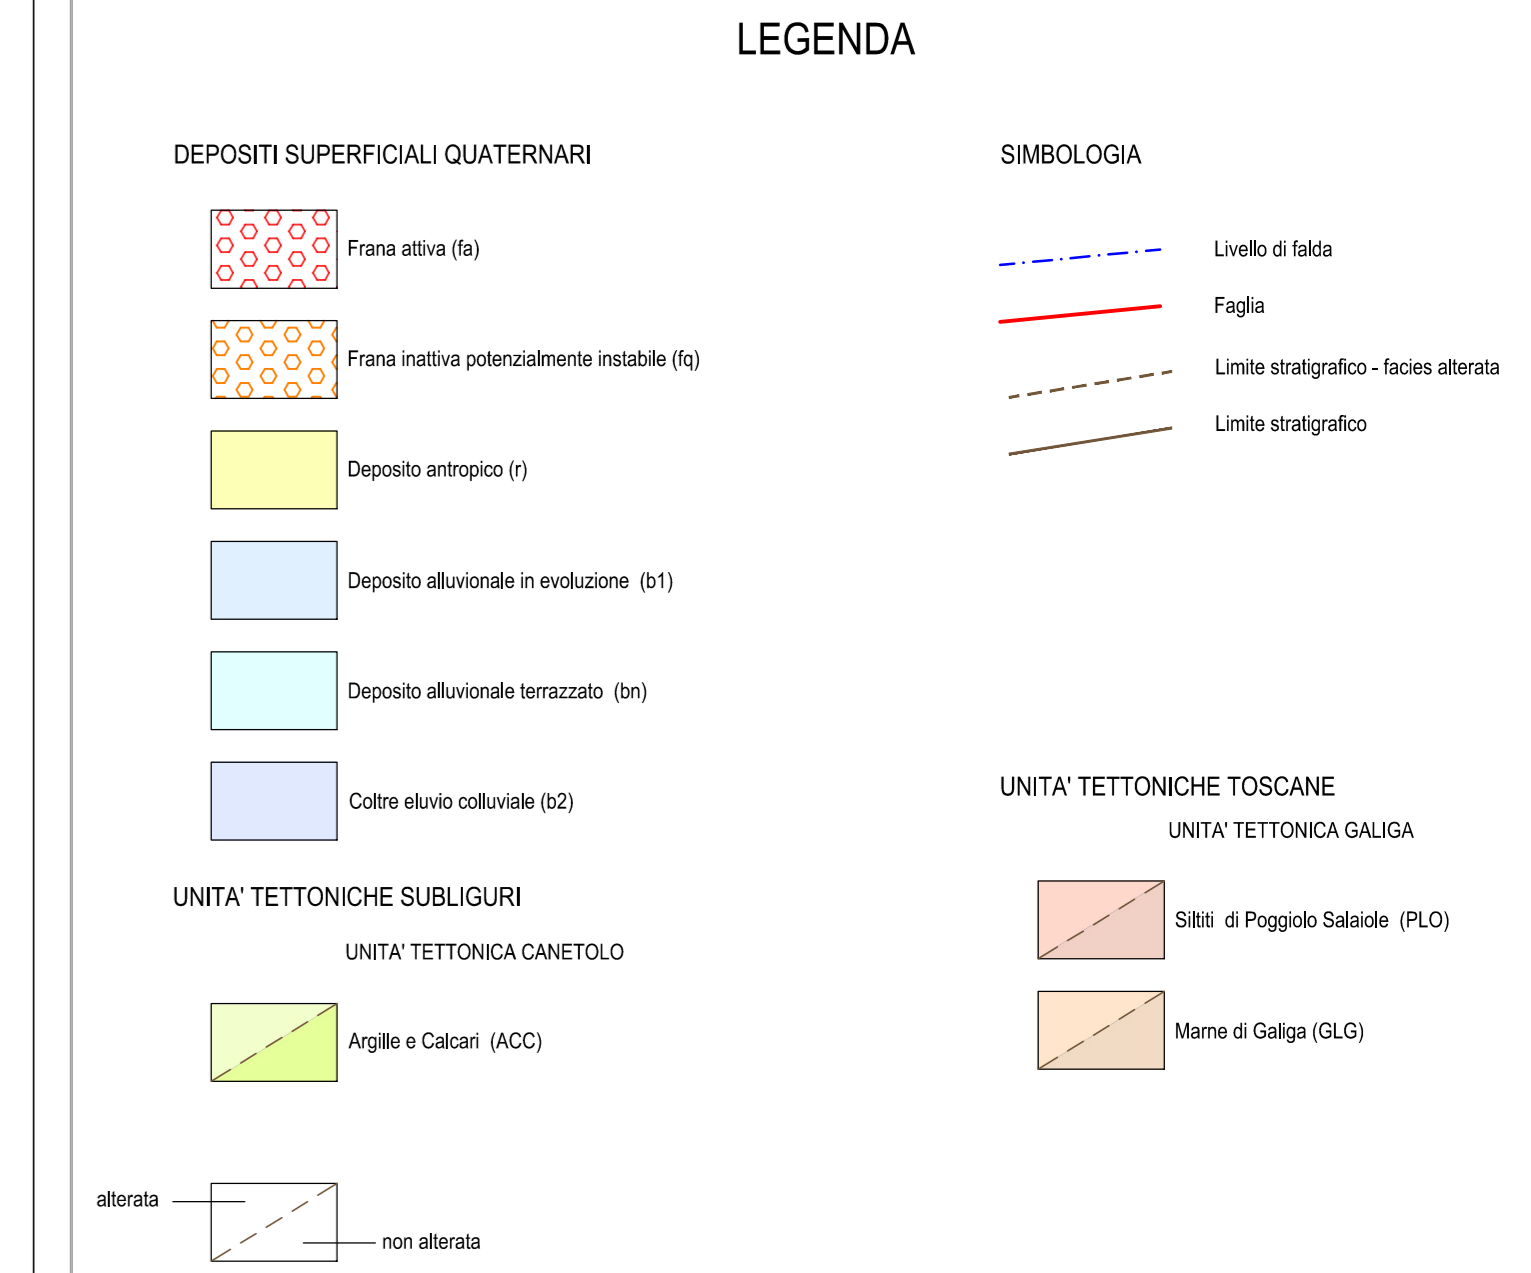 LEGENDA
DEPOSITI SUPERFICIALI QUATERNARI
Frana attiva (fa)
Frana inattiva potenzialmente instabile (fq)
Deposito antropico (r)
Deposito alluvionale in evoluzione (b1)
Deposito alluvionale terrazzato (bn)
Coltre eluvio colluviale (b2)
UNITA' TETTONICHE SUBLIGURI
UNITA' TETTONICA CANETOLO
Argille e Calcari (ACC)
alterata
non alterata
SIMBOLOGIA
Livello di falda
Faglia
Limite stratigrafico - facies alterata
Limite stratigrafico
UNITA' TETTONICHE TOSCANE
UNITA' TETTONICA GALIGA
Siltiti di Poggiolo Salaiole (PLO)
Marne di Galiga (GLG)